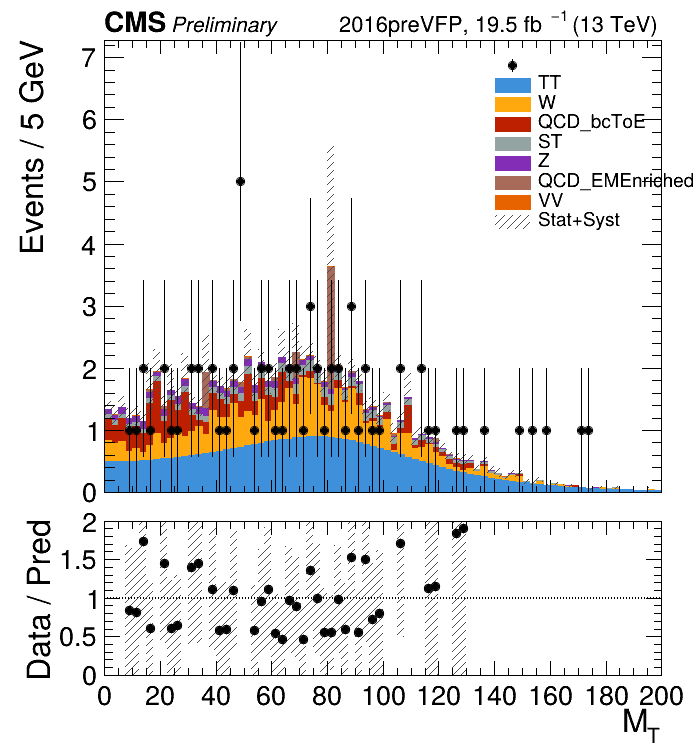 CMS Preliminary 2016preVFP, 19.5 fb⁻¹ (13 TeV)
Events / 5 GeV
7
6
5
4
3
2
1
0
TT
W
QCD_bcToE
ST
Z
QCD_EMEnriched
VV
Stat+Syst
Data / Pred
2
1.5
1
0.5
0
0 20 40 60 80 100 120 140 160 180 200
M_T